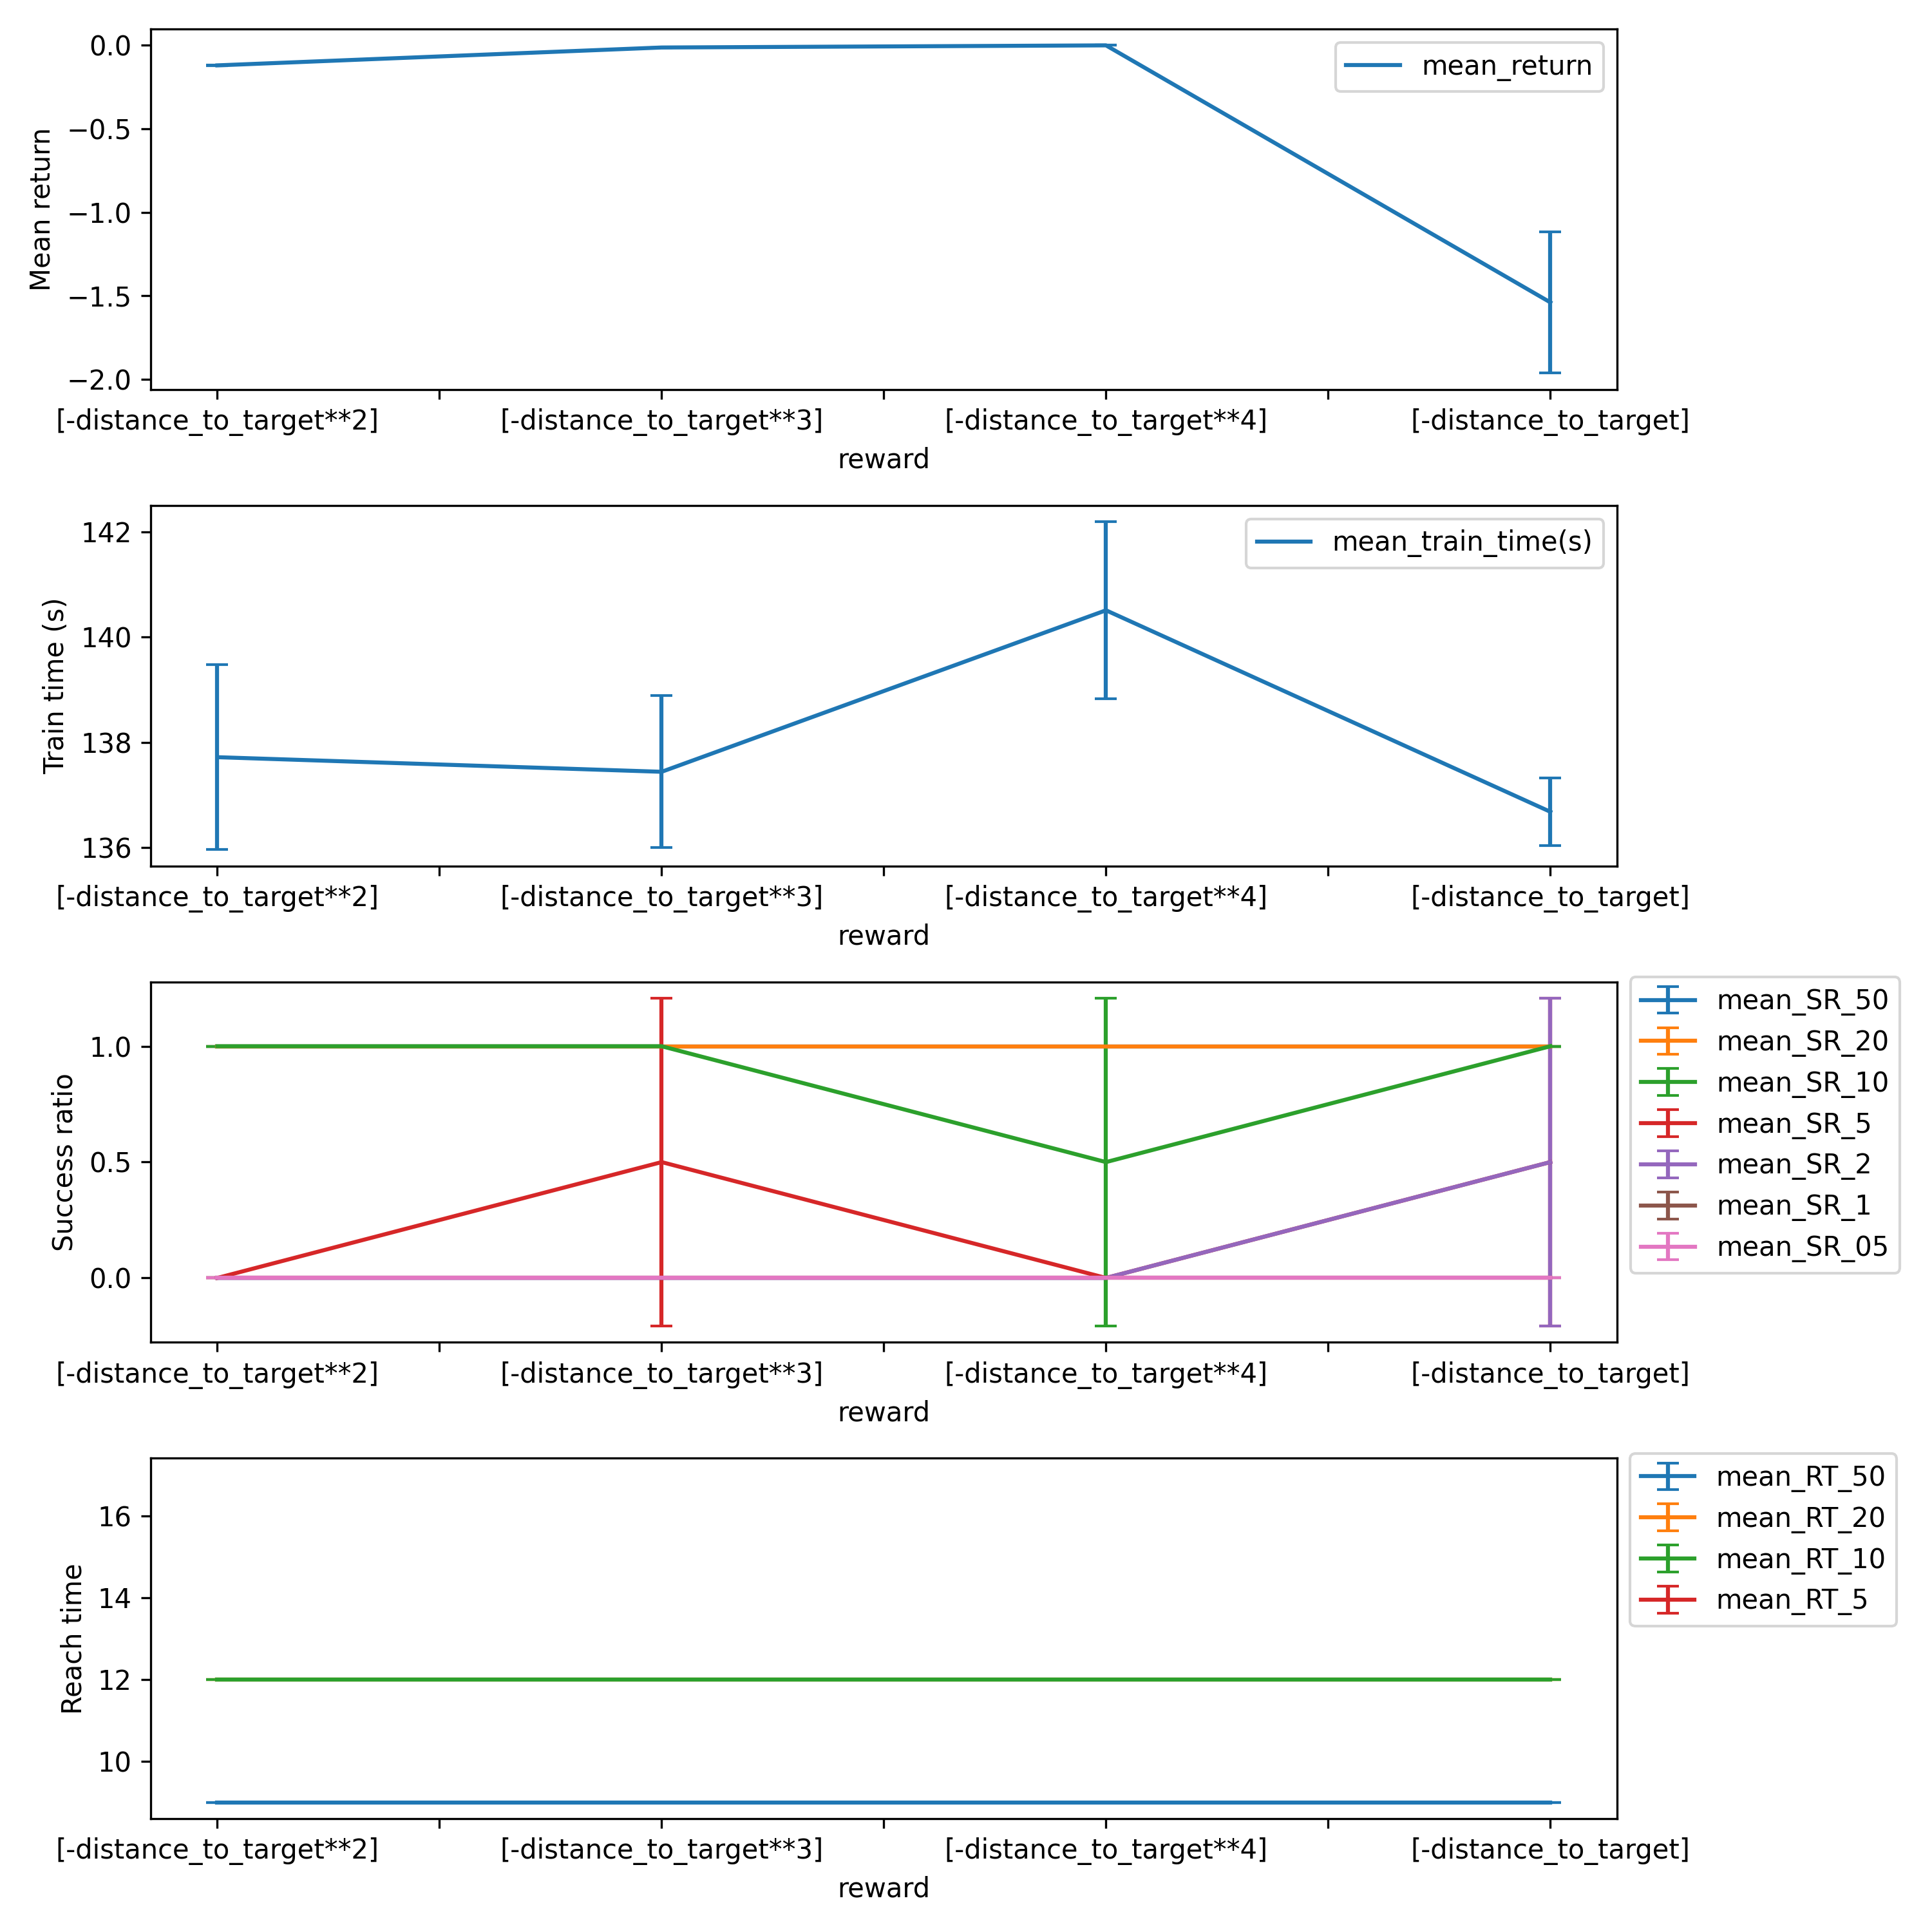 0.0
−0.5
−1.0
−1.5
−2.0
Mean return
mean_return
[-distance_to_target**2] [-distance_to_target**3] [-distance_to_target**4] [-distance_to_target]
reward
142
140
138
136
Train time (s)
mean_train_time(s)
[-distance_to_target**2] [-distance_to_target**3] [-distance_to_target**4] [-distance_to_target]
reward
1.0
0.5
0.0
Success ratio
mean_SR_50
mean_SR_20
mean_SR_10
mean_SR_5
mean_SR_2
mean_SR_1
mean_SR_05
[-distance_to_target**2] [-distance_to_target**3] [-distance_to_target**4] [-distance_to_target]
reward
16
14
12
10
Reach time
mean_RT_50
mean_RT_20
mean_RT_10
mean_RT_5
[-distance_to_target**2] [-distance_to_target**3] [-distance_to_target**4] [-distance_to_target]
reward